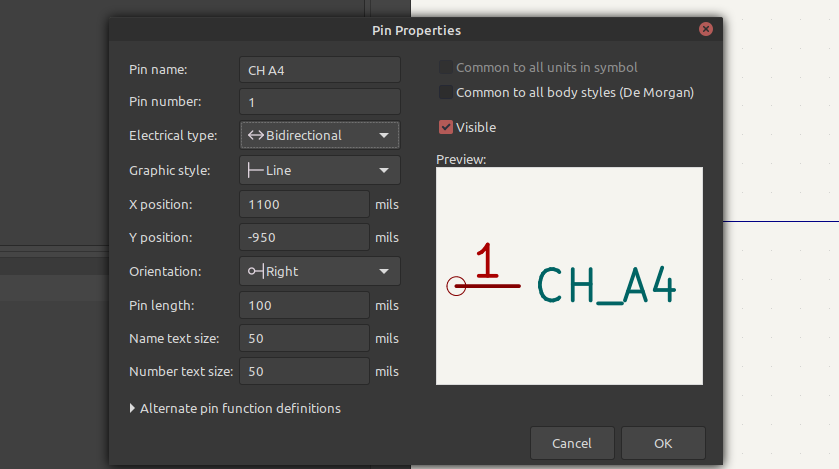 Pin Properties
Pin name: CH A4
Pin number: 1
Electrical type: Bidirectional
Graphic style: Line
X position: 1100 mils
Y position: -950 mils
Orientation: Right
Pin length: 100 mils
Name text size: 50 mils
Number text size: 50 mils
Alternate pin function definitions
Common to all units in symbol
Common to all body styles (De Morgan)
Visible
Preview:
1
CH_A4
Cancel OK